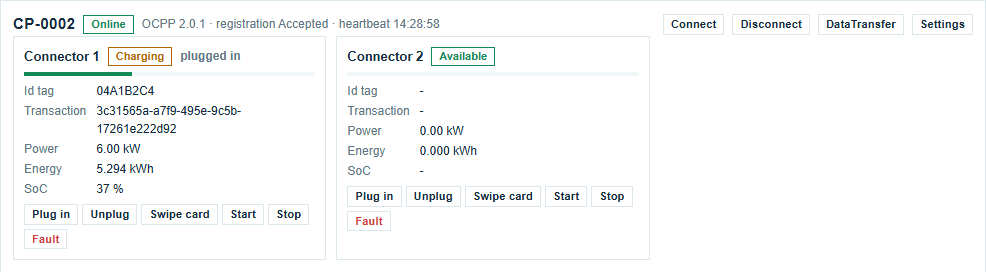 CP-0002 Online OCPP 2.0.1 · registration Accepted · heartbeat 14:28:58 Connect Disconnect DataTransfer Settings
Connector 1 Charging plugged in
Id tag 04A1B2C4
Transaction 3c31565a-a7f9-495e-9c5b-
17261e222d92
Power 6.00 kW
Energy 5.294 kWh
SoC 37 %
Plug in Unplug Swipe card Start Stop
Fault
Connector 2 Available
Id tag -
Transaction -
Power 0.00 kW
Energy 0.000 kWh
SoC -
Plug in Unplug Swipe card Start Stop
Fault